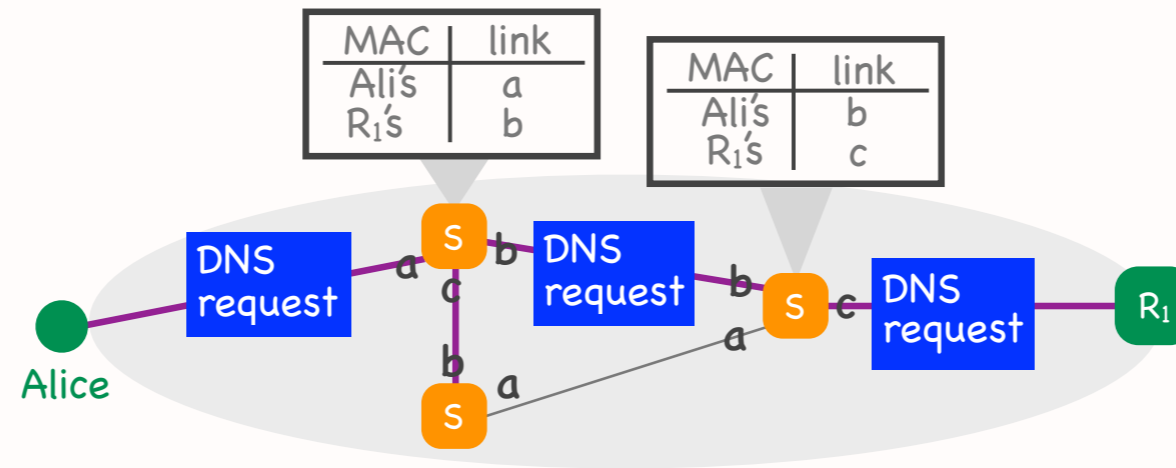 MAC link
Ali's a
R₁'s b
MAC link
Ali's b
R₁'s c
S
DNS
request
a
b
c
DNS
request
b
S
c
a
DNS
request
R₁
Alice
b
a
S